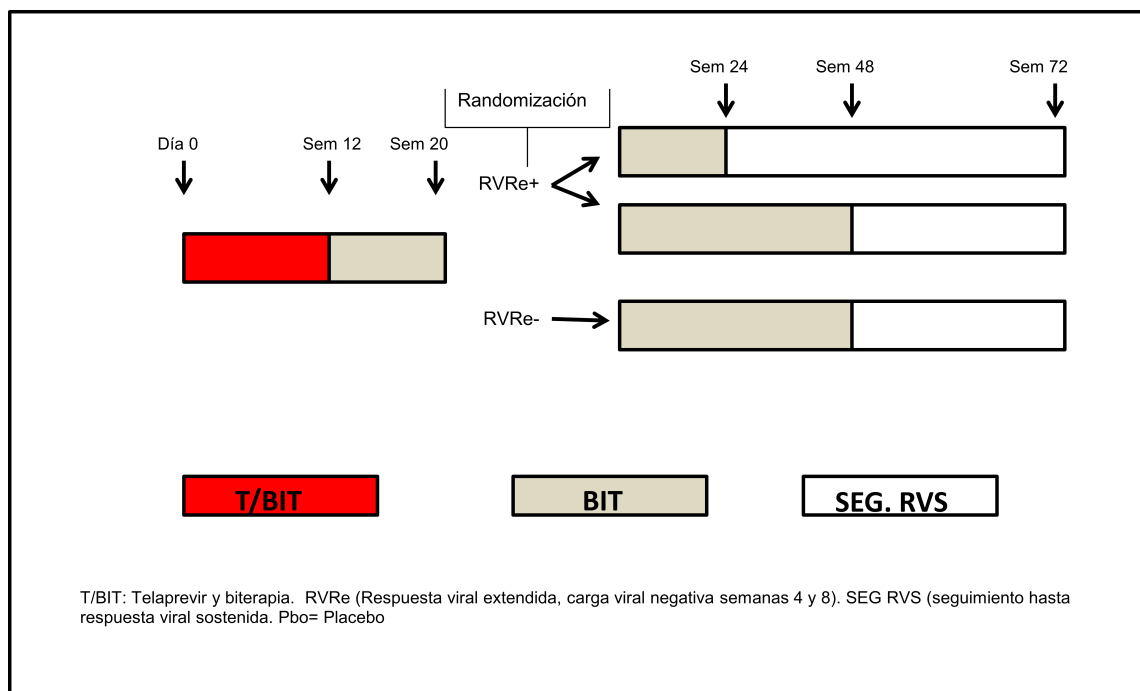 Sem 24
Sem 48
Sem 72
Randomización
Día 0
Sem 12
Sem 20
RVRe+
RVRe-
T/BIT
BIT
SEG. RVS
T/BIT: Telaprevir y biterapia. RVRe (Respuesta viral extendida, carga viral negativa semanas 4 y 8). SEG RVS (seguimiento hasta
respuesta viral sostenida. Pbo= Placebo